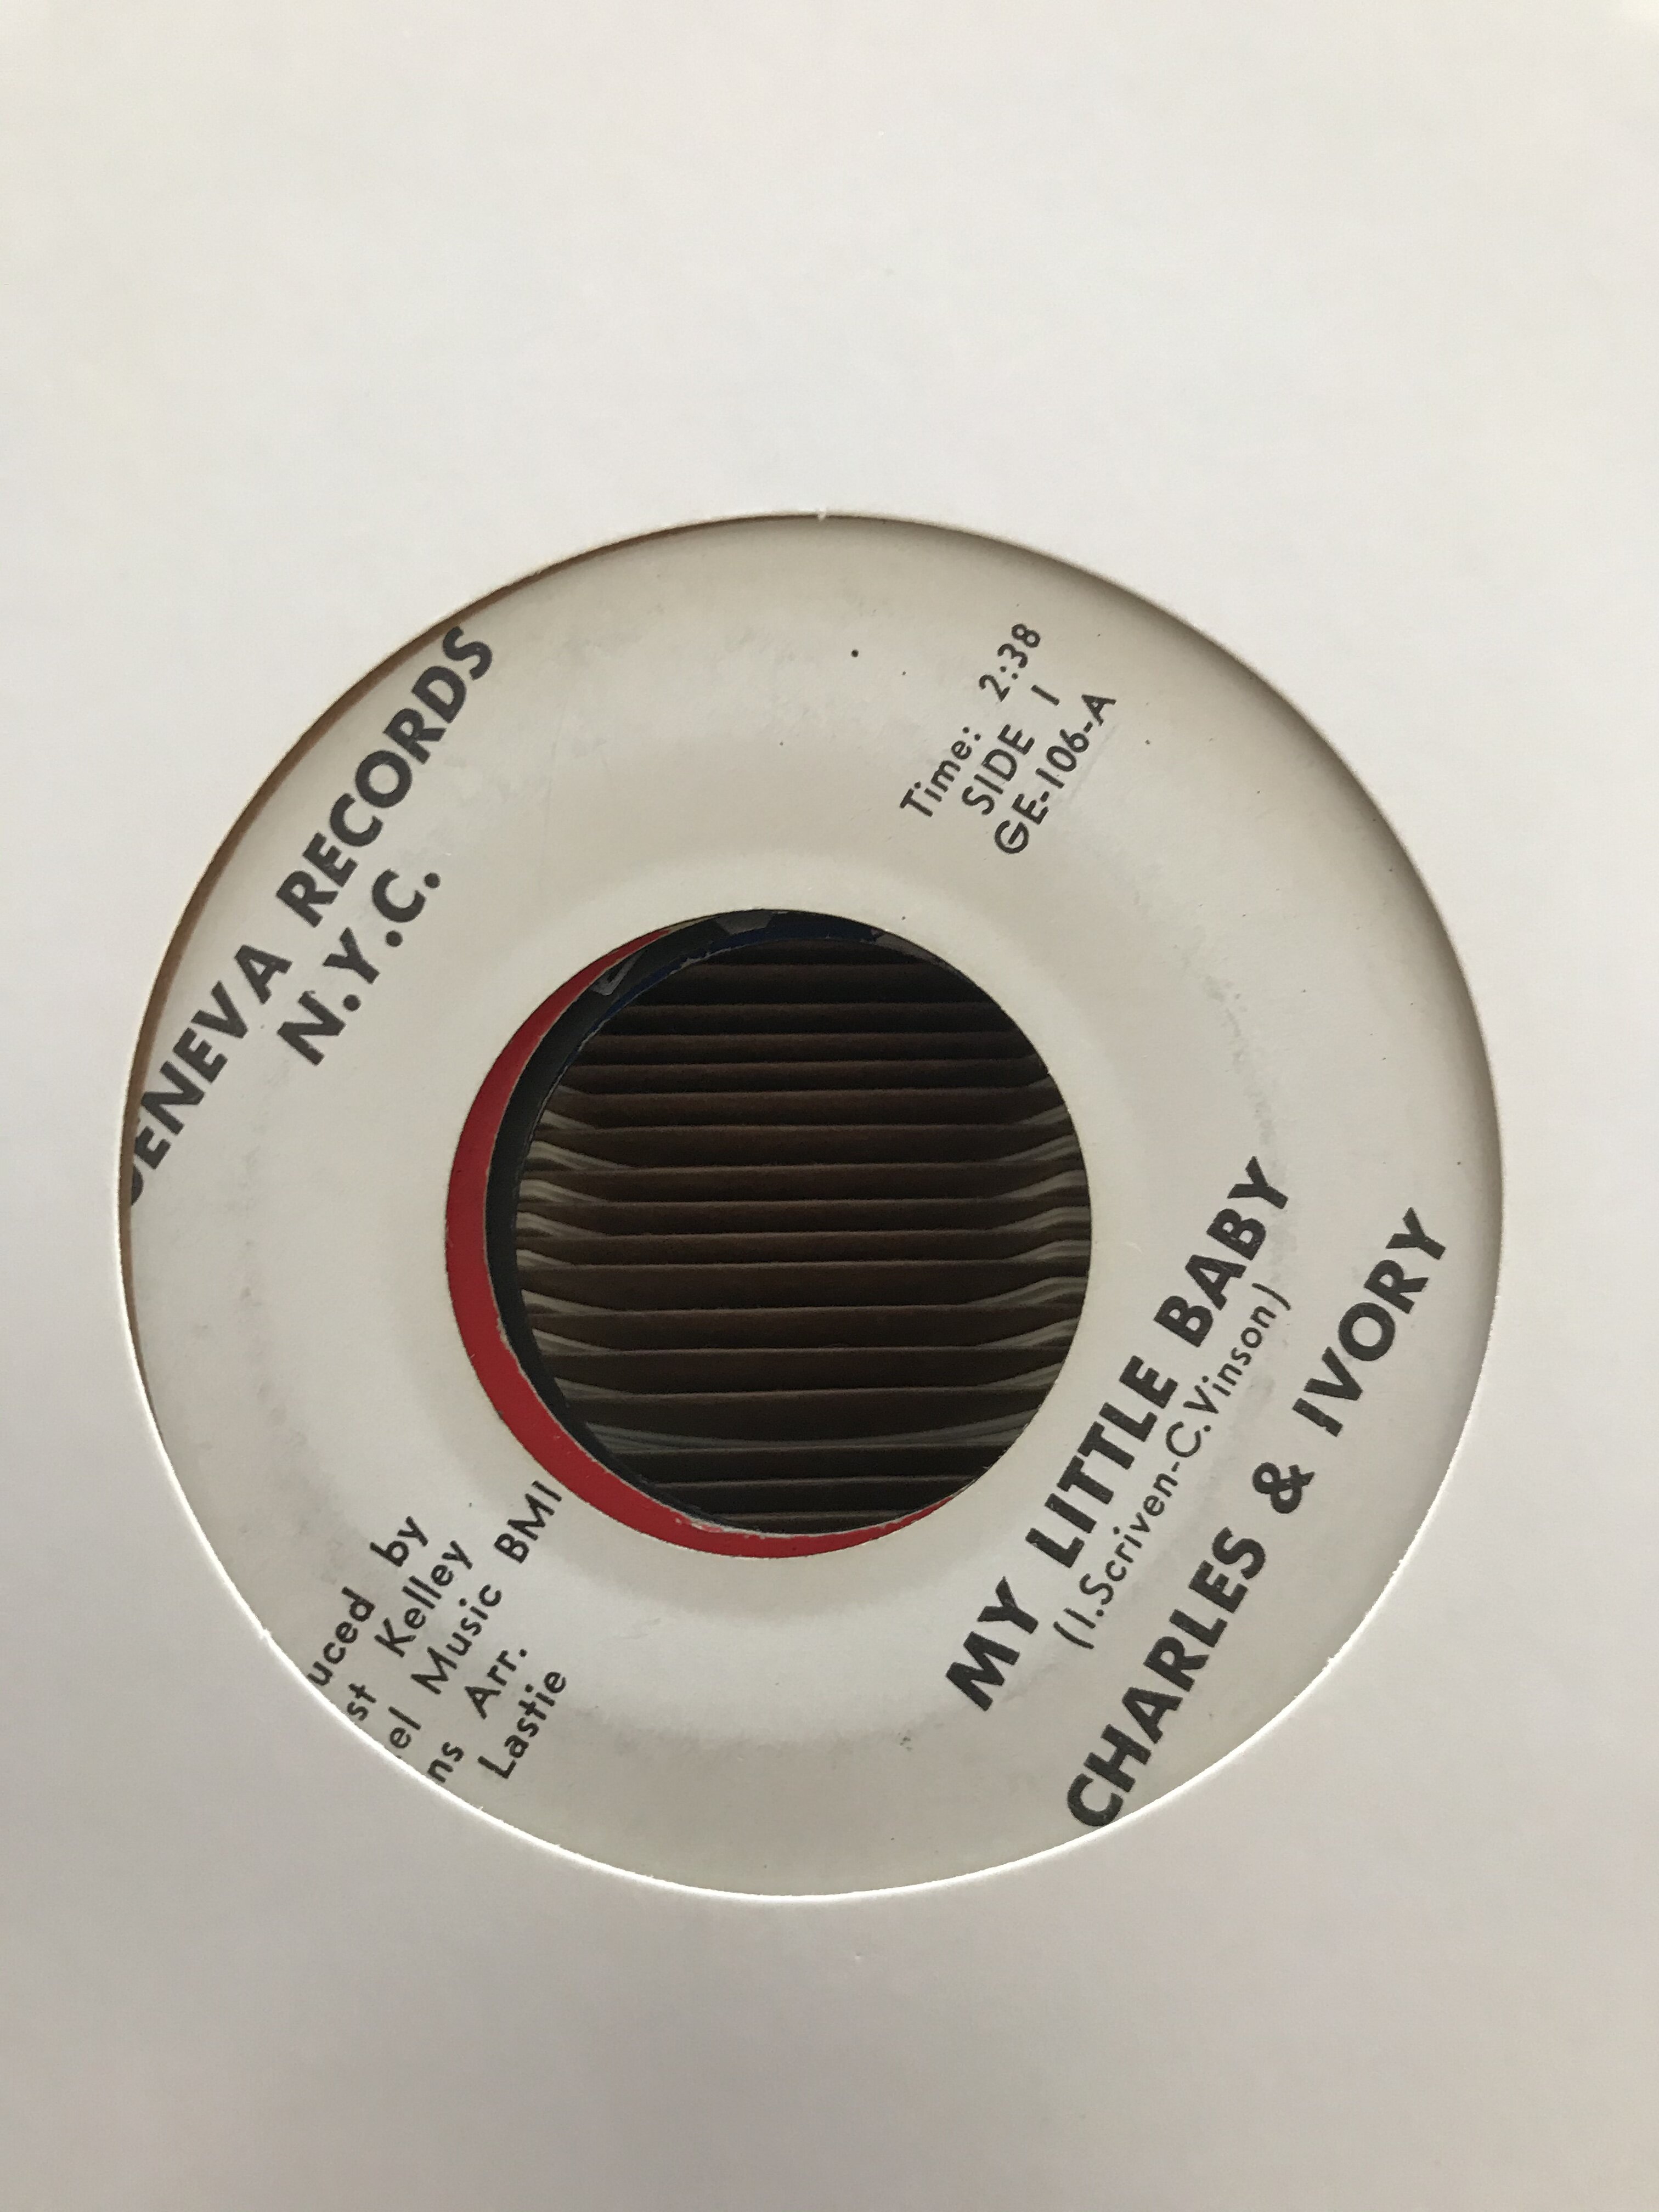 GENEVA RECORDS
N.Y.C.
uced by
st Kelley
el Music BMI
ns Arr.
Lastie
Time: 2:38
SIDE 1
GE-106-A
MY LITTLE BABY
(I.Scriven-C.Vinson)
CHARLES & IVORY